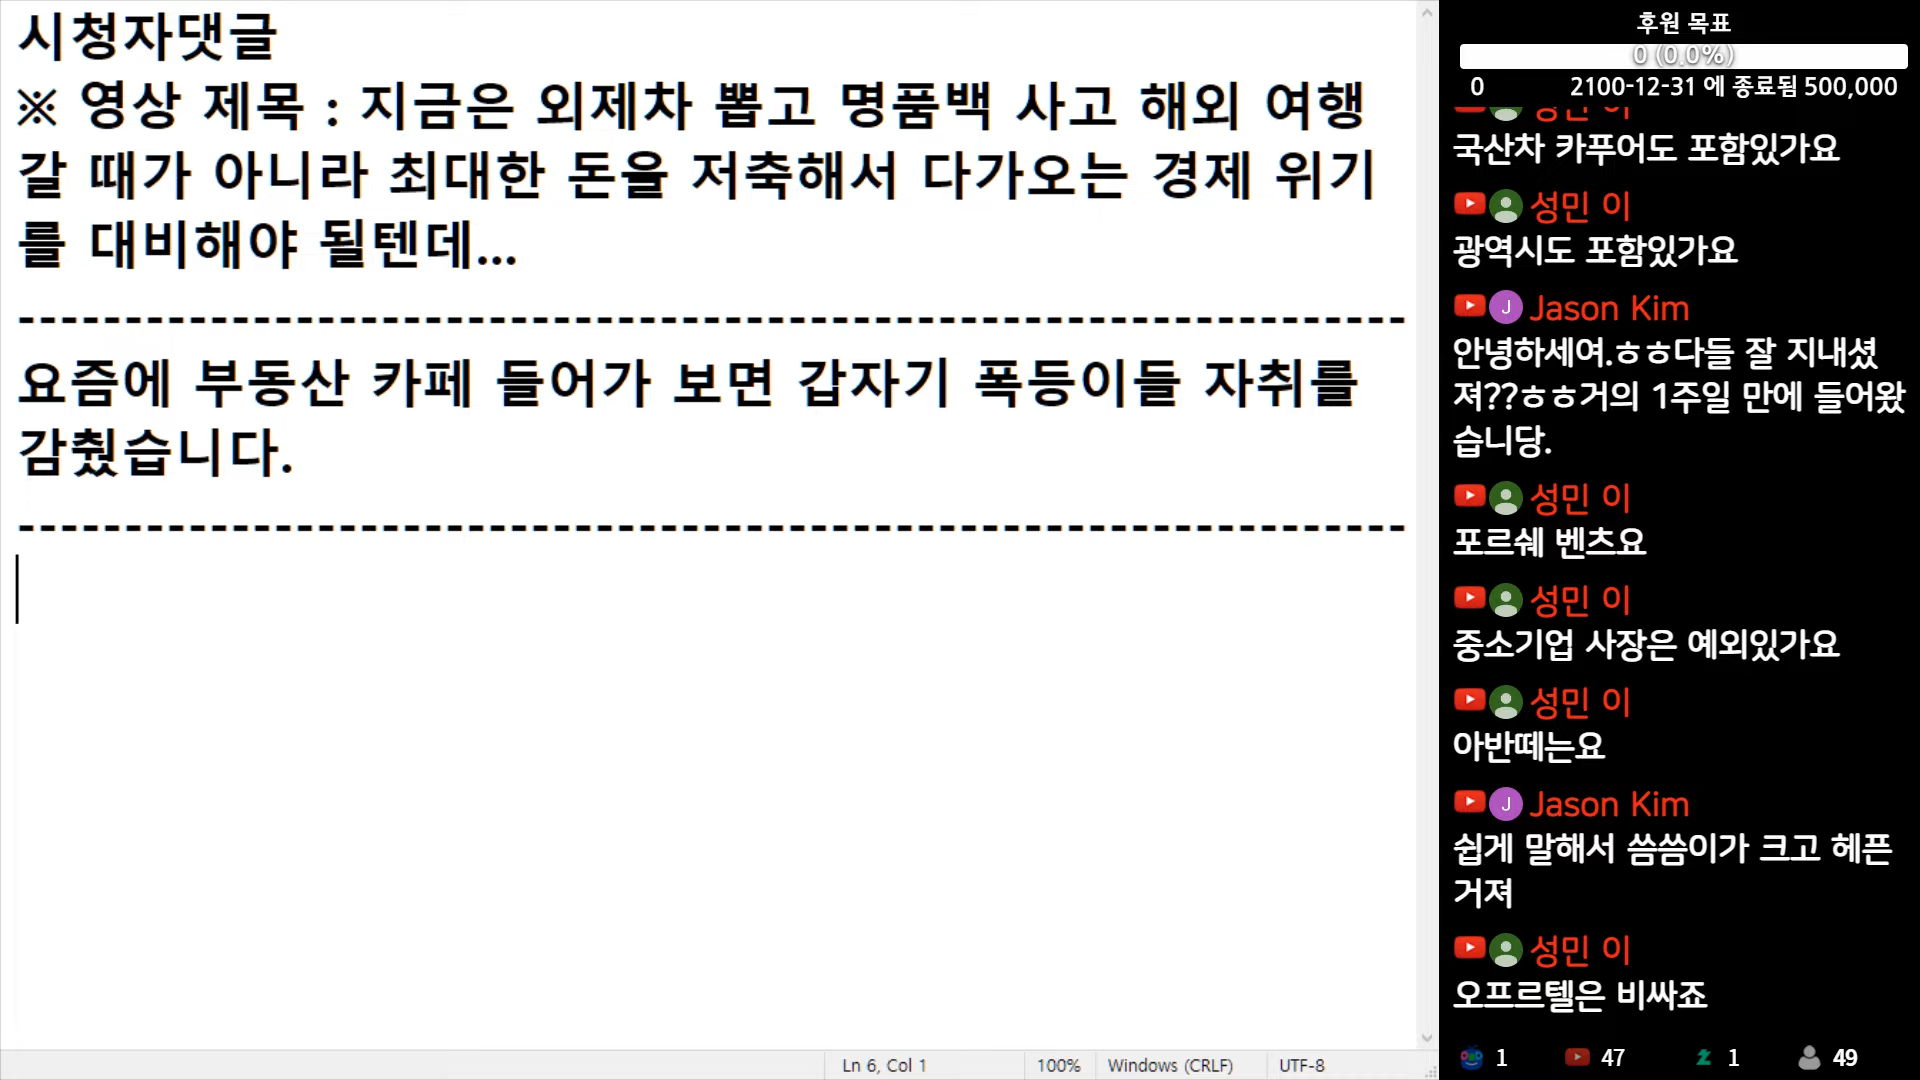 시청자댓글
※ 영상 제목 : 지금은 외제차 뽑고 명품백 사고 해외 여행
갈 때가 아니라 최대한 돈을 저축해서 다가오는 경제 위기
를 대비해야 될텐데...
------------------------------------------------------------------
요즘에 부동산 카페 들어가 보면 갑자기 폭등이들 자취를
감췄습니다.
------------------------------------------------------------------
Ln 6, Col 1
100%
Windows (CRLF)
UTF-8
후원 목표
0 (0.0%)
0 2100-12-31 에 종료됨 500,000
성민 이
국산차 카푸어도 포함있가요
성민 이
광역시도 포함있가요
J Jason Kim
안녕하세여.ㅎㅎ다들 잘 지내셨
져??ㅎㅎ거의 1주일 만에 들어왔
습니당.
성민 이
포르쉐 벤츠요
성민 이
중소기업 사장은 예외있가요
성민 이
아반떼는요
J Jason Kim
쉽게 말해서 씀씀이가 크고 헤픈
거져
성민 이
오프르텔은 비싸죠
1 47 1 49